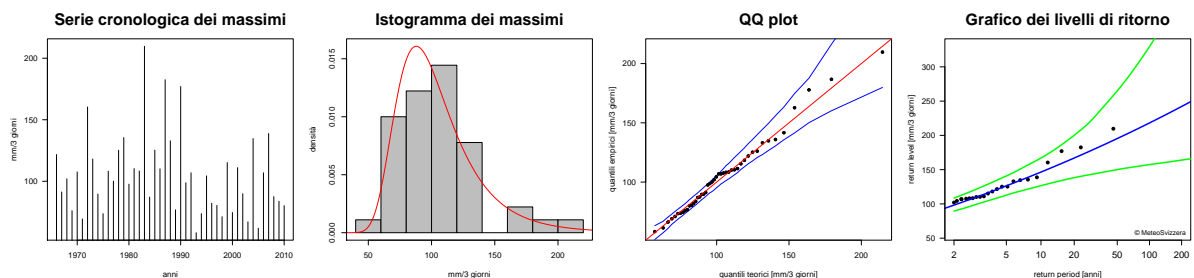 Serie cronologica dei massimi
mm/3 giorni
200
150
100
1970
1980
1990
2000
2010
anni
Istogramma dei massimi
densità
0.015
0.010
0.005
0.000
50
100
150
200
mm/3 giorni
QQ plot
quantili empirici [mm/3 giorni]
200
150
100
100
150
200
quantili teorici [mm/3 giorni]
Grafico dei livelli di ritorno
return level [mm/3 giorni]
300
250
200
150
100
50
2
5
10
20
50
100
200
© MeteoSvizzera
return period [anni]